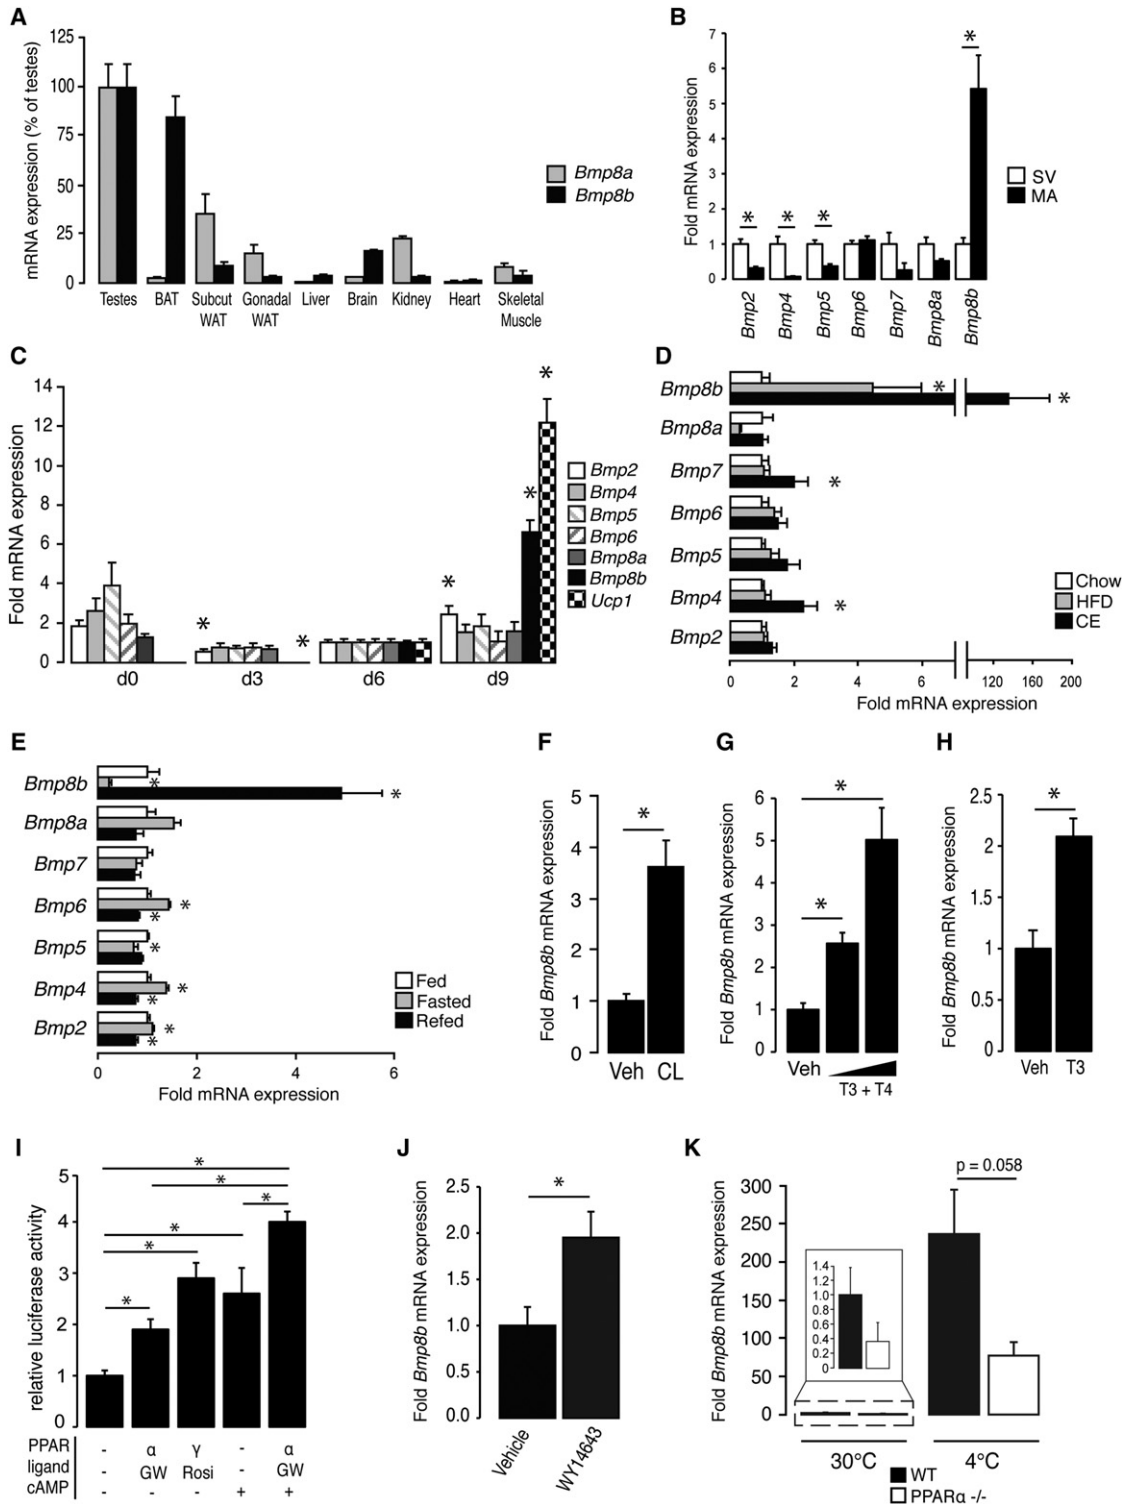 A
mRNA expression (% of testes)
125
100
75
50
25
0
Testes BAT Subcut WAT Gonadal WAT Liver Brain Kidney Heart Skeletal Muscle
Bmp8a
Bmp8b
B
Fold mRNA expression
7
6
5
4
3
2
1
0
* * * *
Bmp2 Bmp4 Bmp5 Bmp6 Bmp7 Bmp8a Bmp8b
SV
MA
C
Fold mRNA expression
14
12
10
8
6
4
2
0
* * * * *
d0 d3 d6 d9
Bmp2
Bmp4
Bmp5
Bmp6
Bmp8a
Bmp8b
Ucp1
D
Bmp8b * *
Bmp8a
Bmp7 *
Bmp6
Bmp5
Bmp4 *
Bmp2
Chow
HFD
CE
0 2 4 6 120 160 200
Fold mRNA expression
E
Bmp8b * *
Bmp8a
Bmp7
Bmp6 * *
Bmp5 *
Bmp4 * *
Bmp2 * *
Fed
Fasted
Refed
0 2 4 6
Fold mRNA expression
F
Fold Bmp8b mRNA expression
5
4
3
2
1
0
*
Veh CL
G
Fold Bmp8b mRNA expression
6
5
4
3
2
1
0
*
*
Veh
T3 + T4
H
Fold Bmp8b mRNA expression
2.5
2
1.5
1
0.5
0
*
Veh T3
I
relative luciferase activity
5
4
3
2
1
0
*
*
*
*
*
*
PPAR - α γ - α
ligand - GW Rosi - GW
cAMP - - - + +
J
Fold Bmp8b mRNA expression
2.5
2.0
1.5
1.0
0.5
0.0
*
Vehicle WY14643
K
Fold Bmp8b mRNA expression
300
250
200
150
100
50
0
p = 0.058
1.4
1.2
1.0
0.8
0.6
0.4
0.2
0
30°C 4°C
WT
PPARα -/-